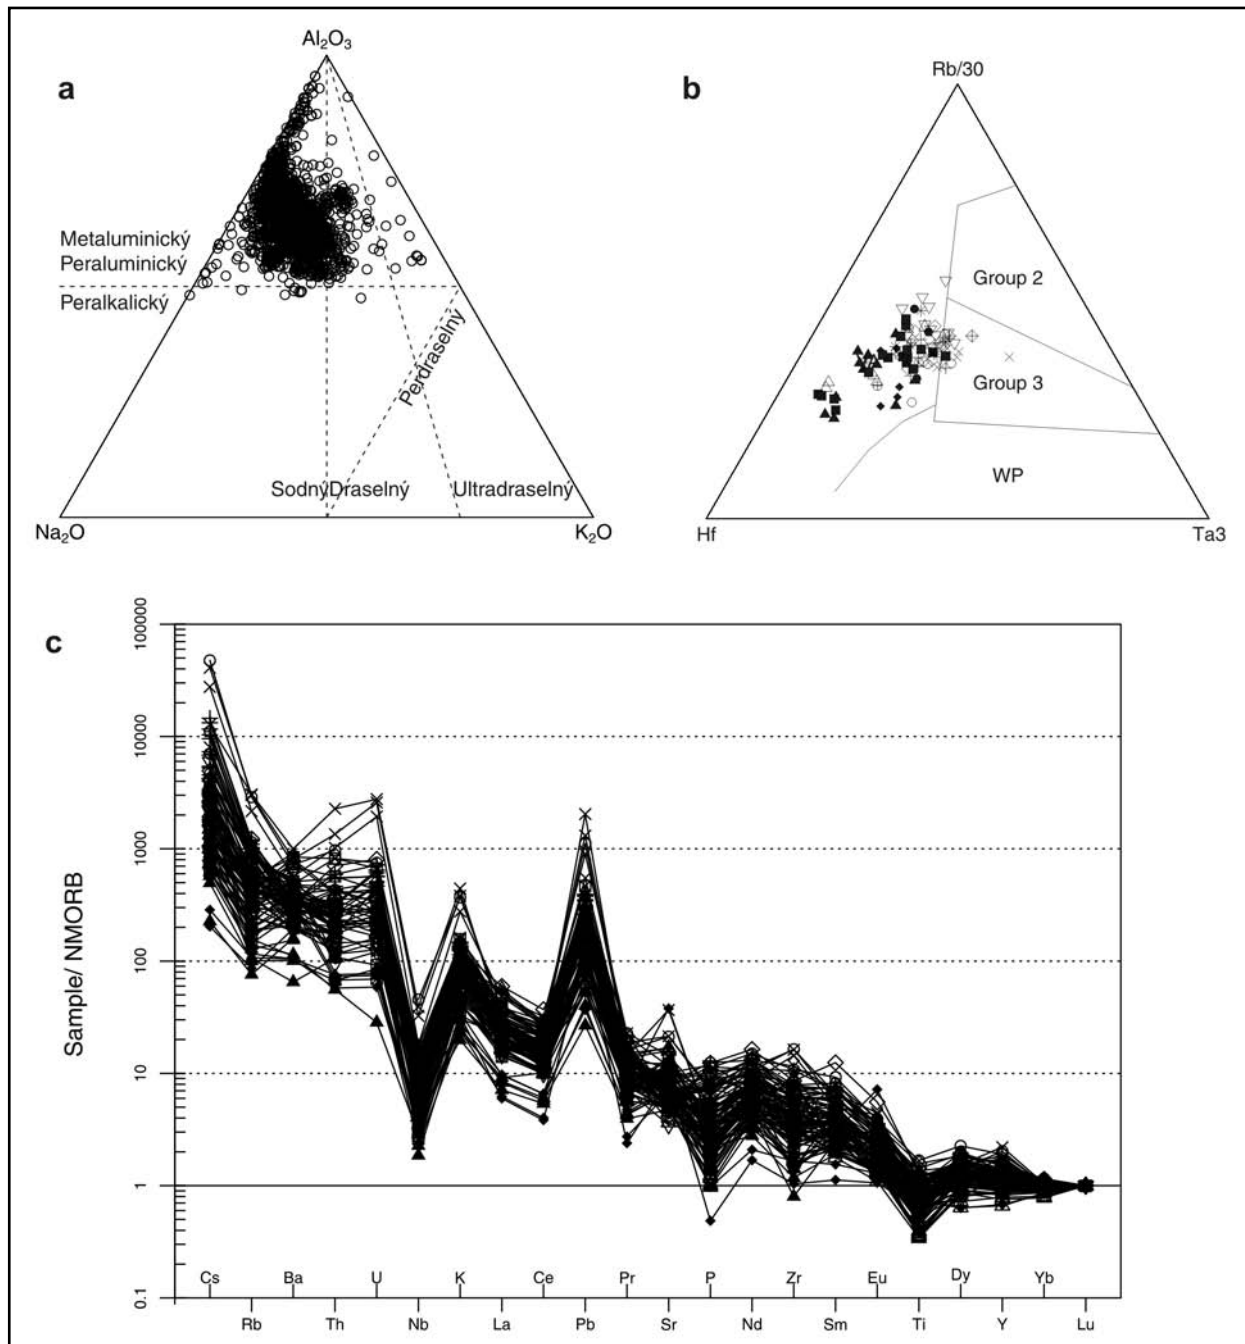 a
Al₂O₃
Metaluminický
Peraluminický
Peralkalický
Perdraselný
Sodný Draselný Ultradraselný
Na₂O K₂O
b
Rb/30
Group 2
Group 3
WP
Hf Ta3
c
Sample/ NMORB
100000
10000
1000
100
10
1
0.1
Cs Ba U K Ce Pr P Zr Eu Dy Yb
Rb Th Nb La Pb Sr Nd Sm Ti Y Lu